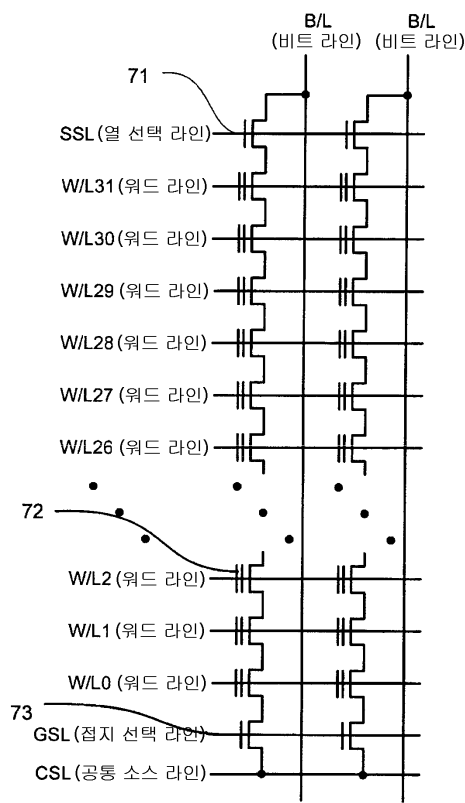 B/L B/L
(비트 라인) (비트 라인)
71
SSL (열 선택 라인)
W/L31 (워드 라인)
W/L30 (워드 라인)
W/L29 (워드 라인)
W/L28 (워드 라인)
W/L27 (워드 라인)
W/L26 (워드 라인)
72
W/L2 (워드 라인)
W/L1 (워드 라인)
W/L0 (워드 라인)
73
GSL (접지 선택 라인)
CSL (공통 소스 라인)